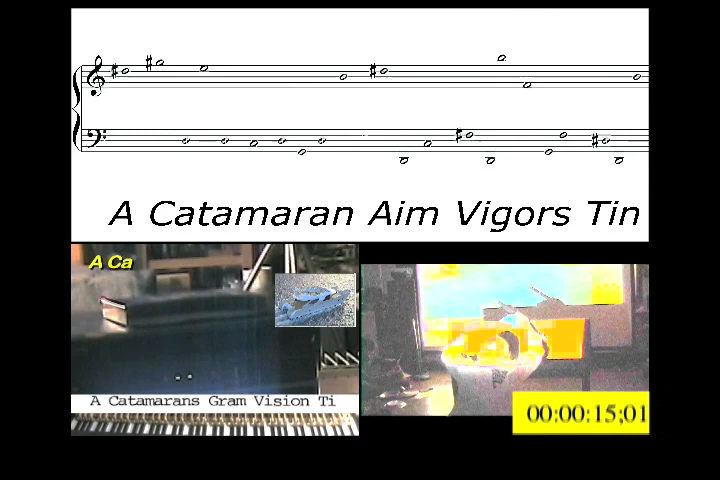 A Catamaran Aim Vigors Tin
A Ca
A Catamarans Gram Vision Ti
00:00:15;01